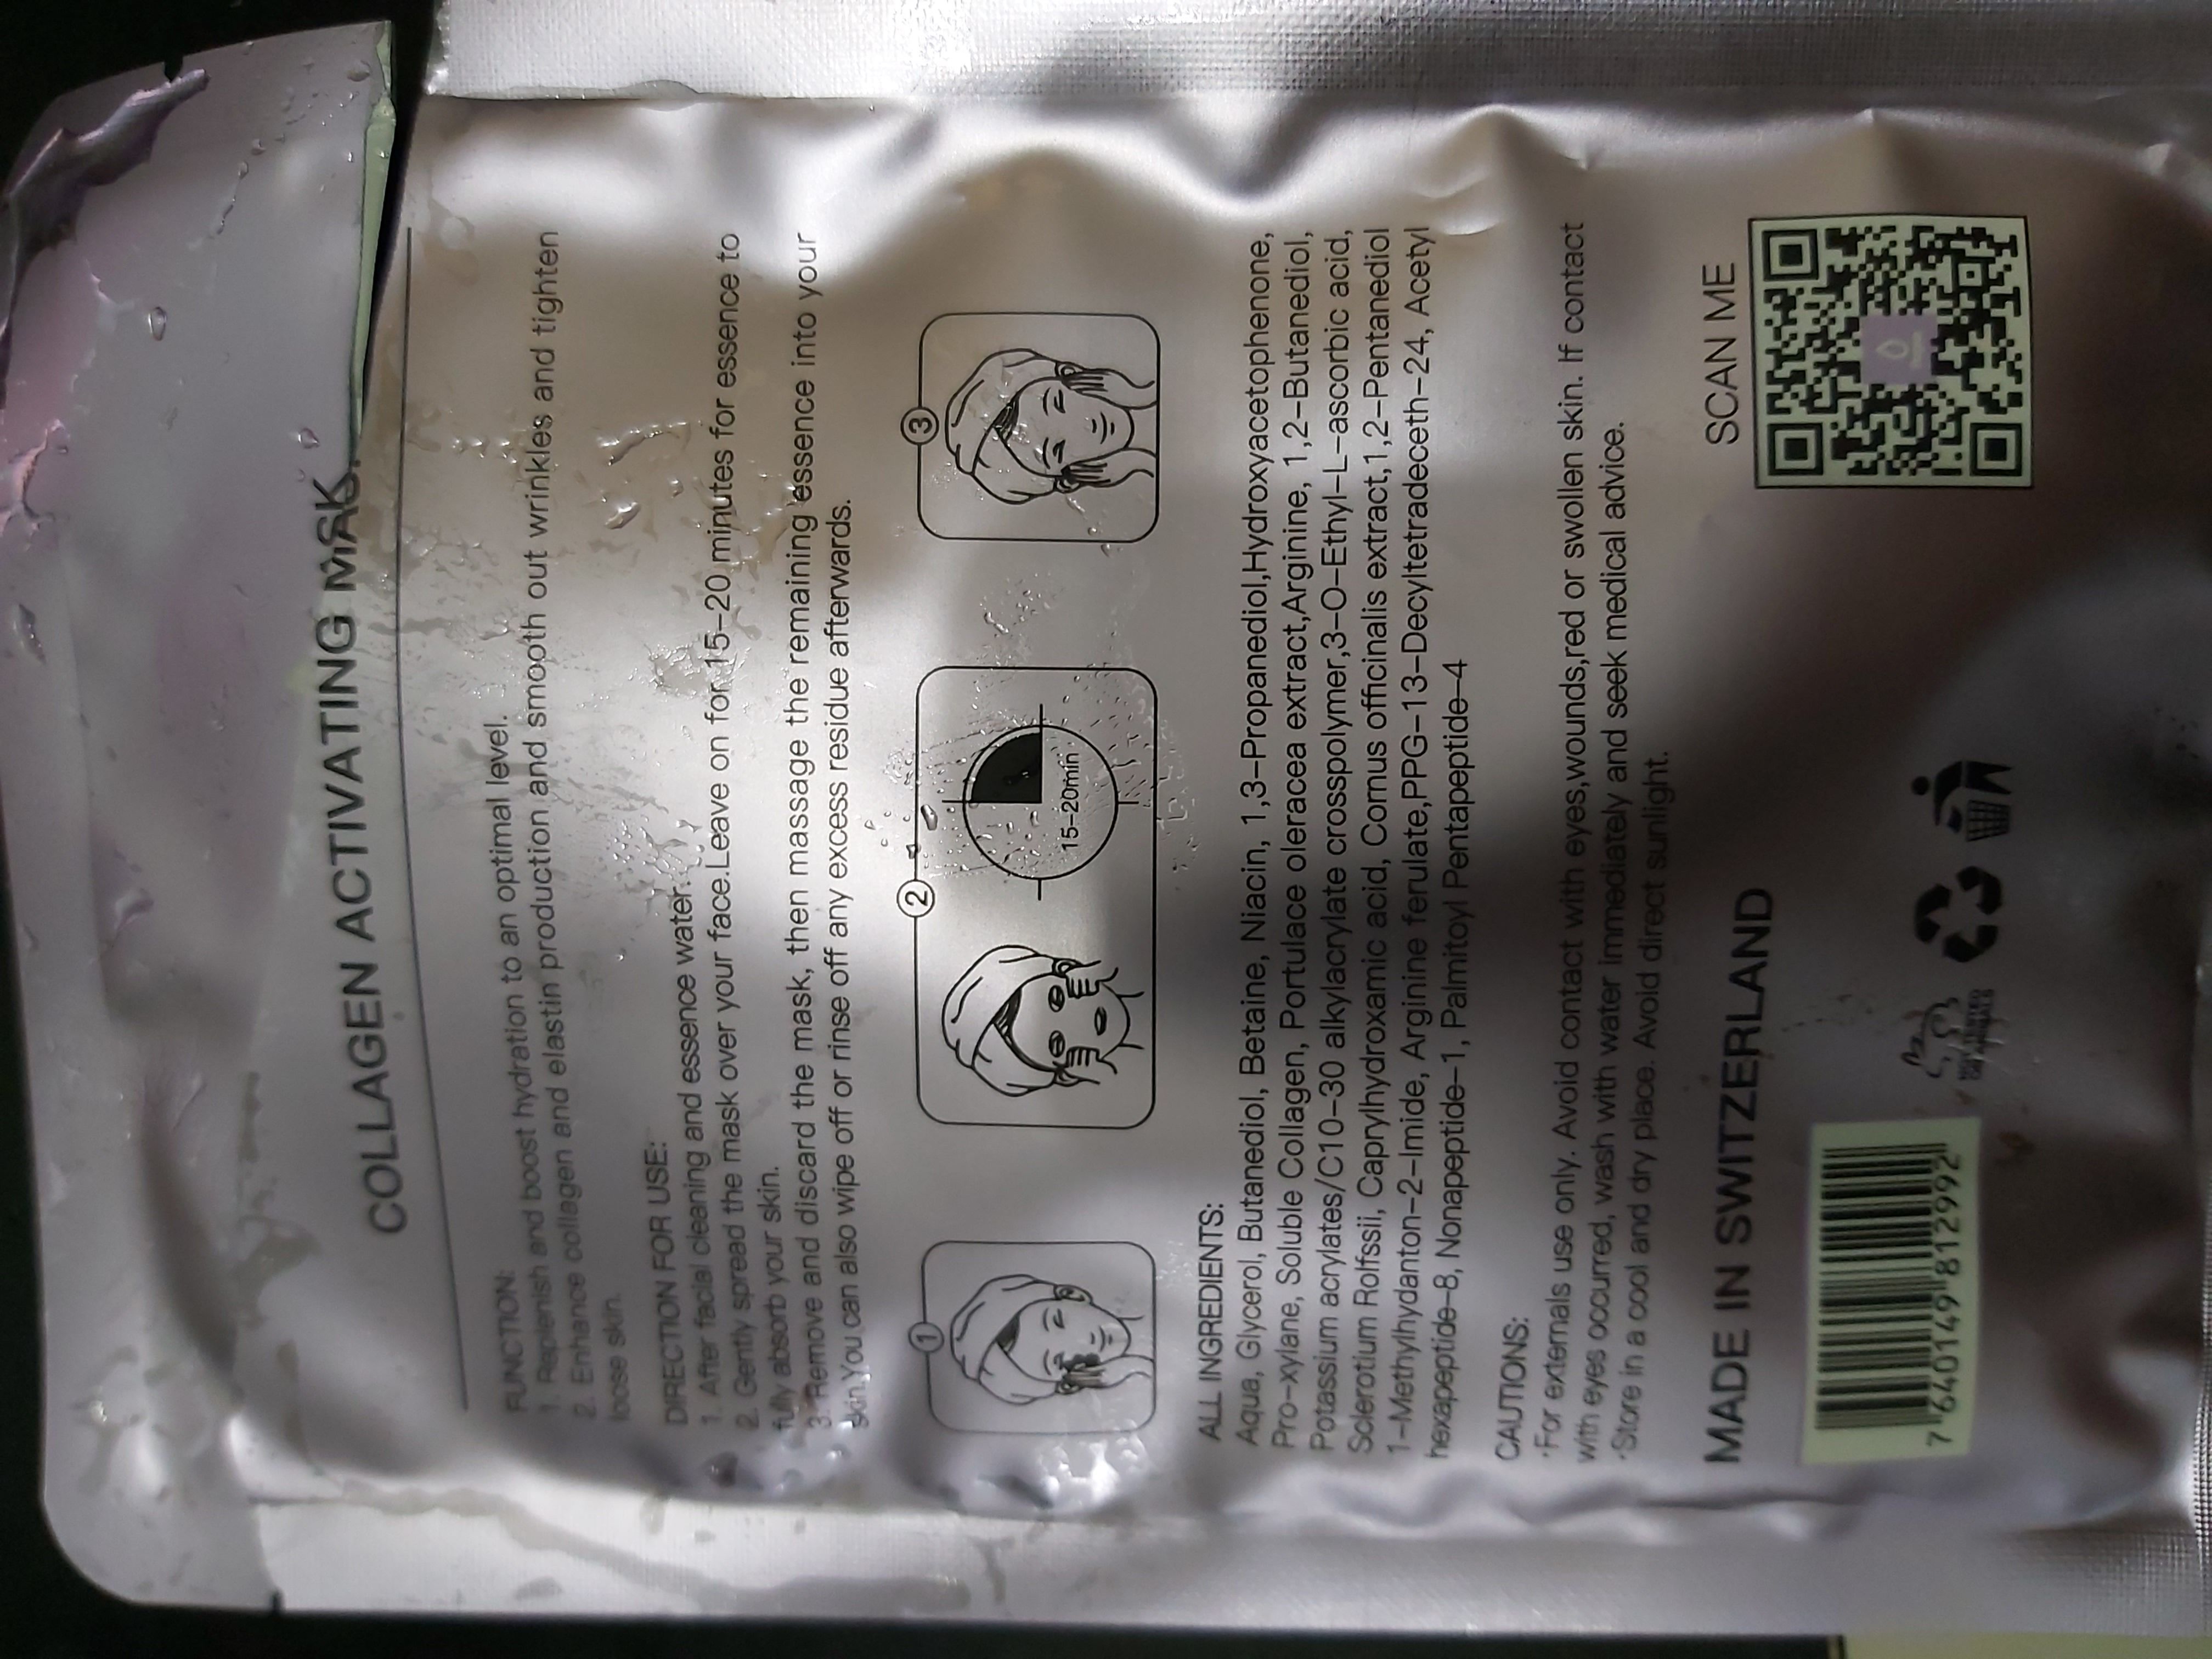 COLLAGEN ACTIVATING
FUNCTION:
1. Replenish and boost hydration to an optimal level.
2. Enhance collagen and elastin production and smooth out wrinkles and tighten
loose skin.
DIRECTION FOR USE:
1. After facial cleaning and essence water.
2. Gently spread the mask over your face.Leave on for 15-20 minutes for essence to
fully absorb your skin.
3. Remove and discard the mask, then massage the remaining essence into your
skin.You can also wipe off or rinse off any excess residue afterwards.
1
2
15-20min
3
ALL INGREDIENTS:
Aqua, Glycerol, Butanediol, Betaine, Niacin, 1,3-Propanediol,Hydroxyacetophenone,
Pro-xylane, Soluble Collagen, Portulace oleracea extract,Arginine, 1,2-Butanediol,
Potassium acrylates/C10-30 alkylacrylate crosspolymer,3-O-Ethyl-L-ascorbic acid,
Sclerotium Rolfssii, Caprylhydroxamic acid, Cornus officinalis extract,1,2-Pentanediol
1-Methylhydanton-2-Imide, Arginine ferulate,PPG-13-Decyltetradeceth-24, Acetyl
hexapeptide-8, Nonapeptide-1, Palmitoyl Pentapeptide-4
CAUTIONS:
·For externals use only. Avoid contact with eyes,wounds,red or swollen skin. If contact
with eyes occurred, wash with water immediately and seek medical advice.
·Store in a cool and dry place. Avoid direct sunlight.
MADE IN SWITZERLAND
SCAN ME
7 640149 812992